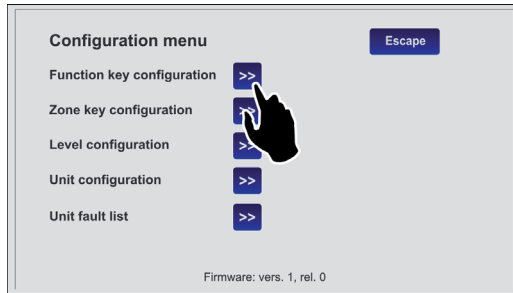 Configuration menu
Escape
Function key configuration >>
Zone key configuration >>
Level configuration >>
Unit configuration >>
Unit fault list >>
Firmware: vers. 1, rel. 0